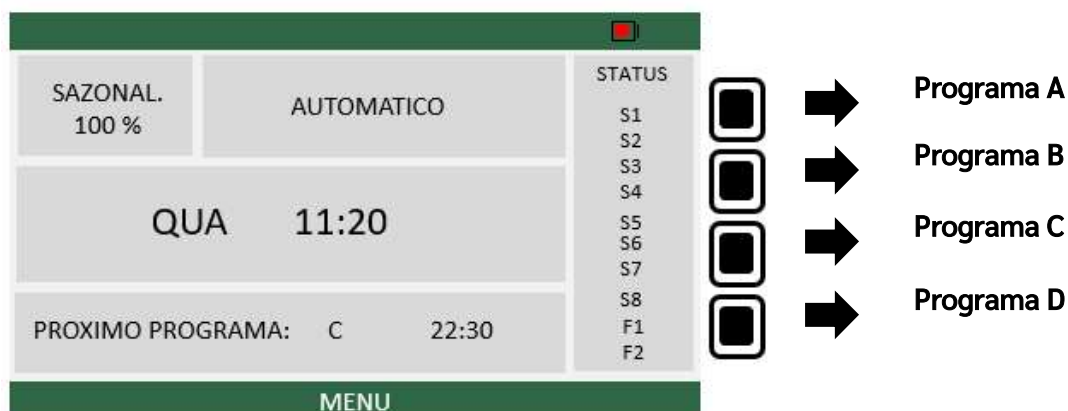 SAZONAL.
100 %
AUTOMATICO
QUA 11:20
PROXIMO PROGRAMA: C 22:30
STATUS
S1
S2
S3
S4
S5
S6
S7
S8
F1
F2
MENU
Programa A
Programa B
Programa C
Programa D